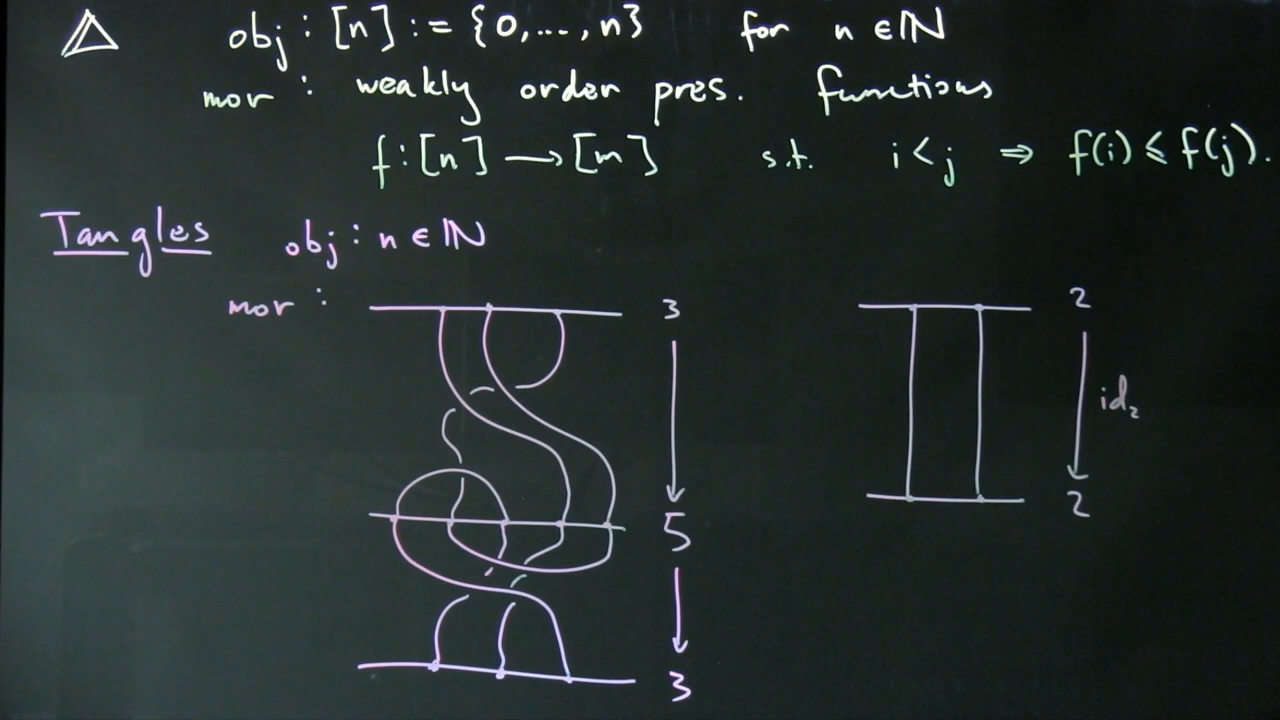 △ obj : [n] := {0,...,n} for n ∈ ℕ
mor : weakly order pres. functions
f : [n] ⟶ [m] s.t. i < j ⇒ f(i) ⩽ f(j).
Tangles obj : n ∈ ℕ
mor :
3
5
3
2
id₂
2